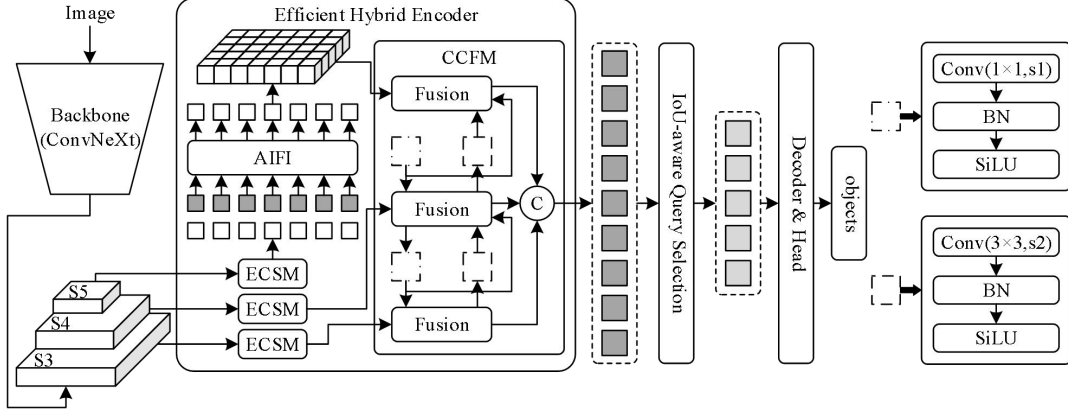 Image
Backbone
(ConvNeXt)
S5
S4
S3
Efficient Hybrid Encoder
AIFI
ECSM
ECSM
ECSM
CCFM
Fusion
Fusion
Fusion
C
IoU-aware Query Selection
Decoder & Head
objects
Conv(1×1,s1)
BN
SiLU
Conv(3×3,s2)
BN
SiLU